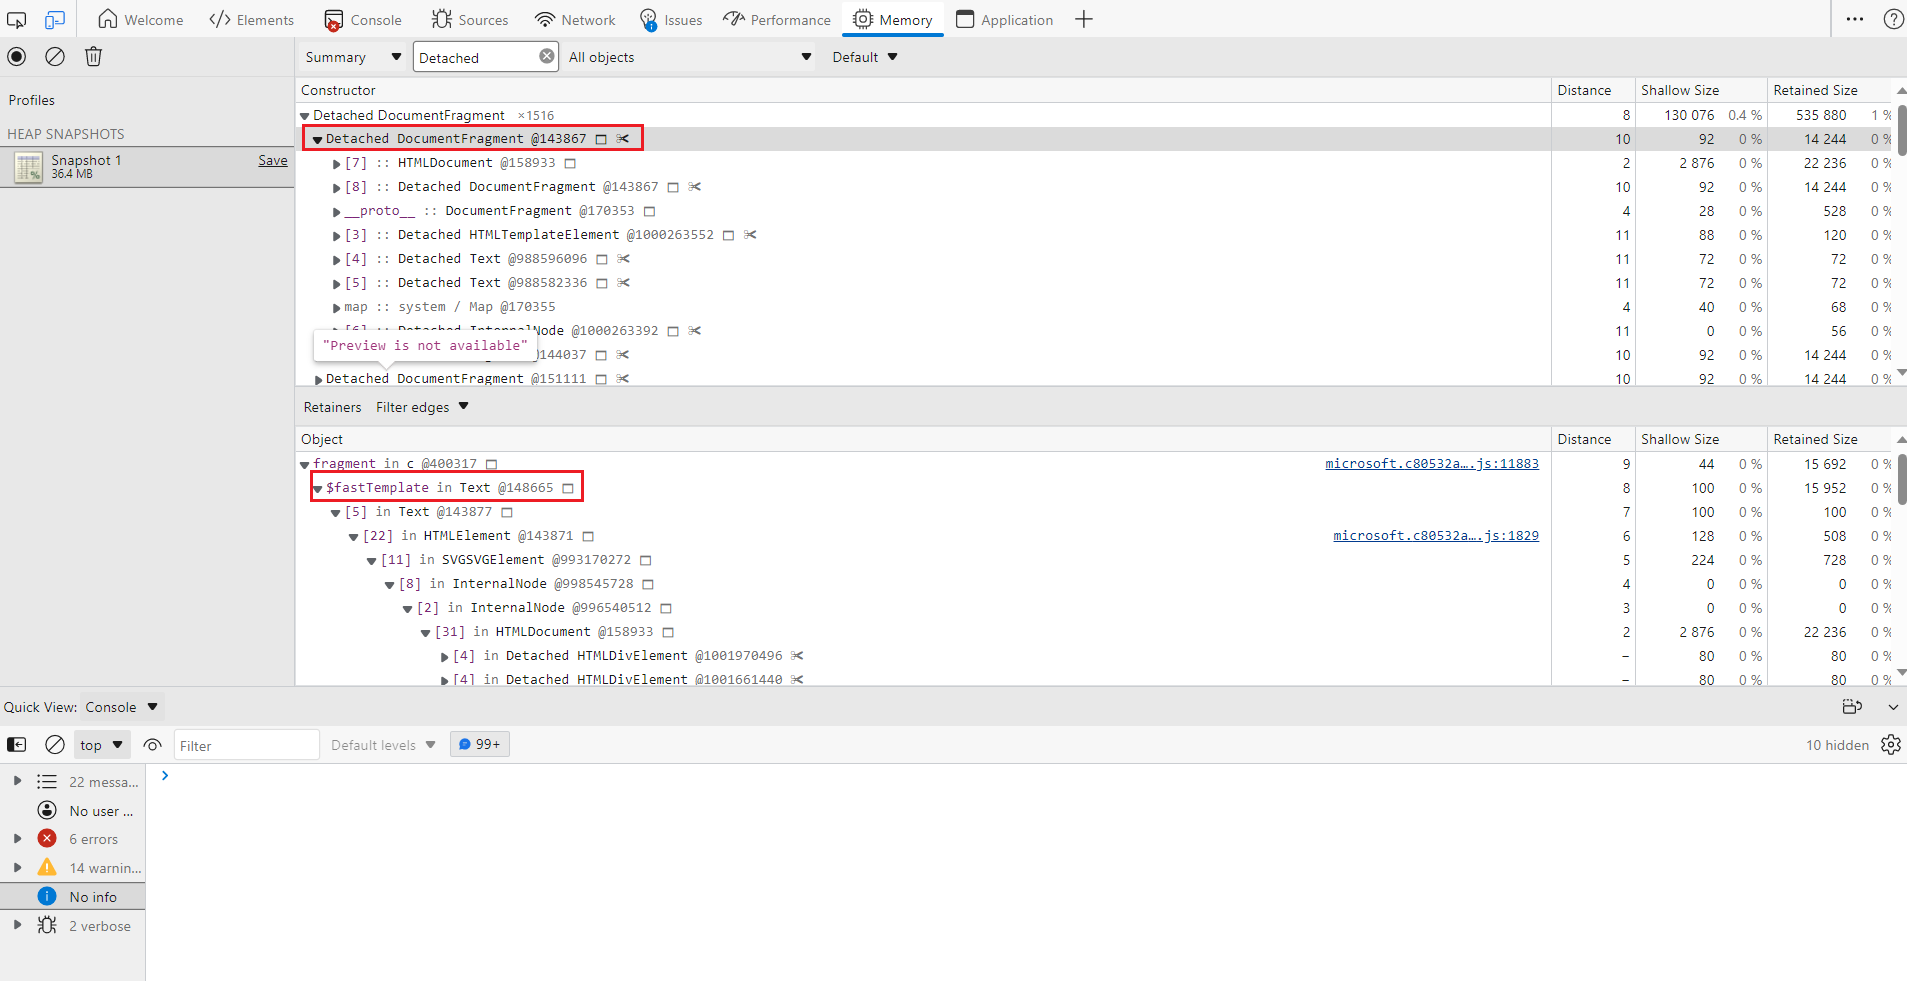 Welcome Elements Console Sources Network Issues Performance Memory Application
Summary Detached All objects Default
Profiles
HEAP SNAPSHOTS
Snapshot 1 Save
36.4 MB
Constructor Distance Shallow Size Retained Size
Detached DocumentFragment ×1516 8 130 076 0.4 % 535 880 1 %
Detached DocumentFragment @143867 10 92 0 % 14 244 0 %
[7] :: HTMLDocument @158933 2 2 876 0 % 22 236 0 %
[8] :: Detached DocumentFragment @143867 10 92 0 % 14 244 0 %
__proto__ :: DocumentFragment @170353 4 28 0 % 528 0 %
[3] :: Detached HTMLTemplateElement @1000263552 11 88 0 % 120 0 %
[4] :: Detached Text @988596096 11 72 0 % 72 0 %
[5] :: Detached Text @988582336 11 72 0 % 72 0 %
map :: system / Map @170355 4 40 0 % 68 0 %
[6] :: Detached InternalNode @1000263392 11 0 0 % 56 0 %
"Preview is not available"
@144037 10 92 0 % 14 244 0 %
Detached DocumentFragment @151111 10 92 0 % 14 244 0 %
Retainers Filter edges
Object Distance Shallow Size Retained Size
fragment in c @400317 microsoft.c80532a….js:11883 9 44 0 % 15 692 0 %
$fastTemplate in Text @148665 8 100 0 % 15 952 0 %
[5] in Text @143877 7 100 0 % 100 0 %
[22] in HTMLElement @143871 microsoft.c80532a….js:1829 6 128 0 % 508 0 %
[11] in SVGSVGElement @993170272 5 224 0 % 728 0 %
[8] in InternalNode @998545728 4 0 0 % 0 0 %
[2] in InternalNode @996540512 3 0 0 % 0 0 %
[31] in HTMLDocument @158933 2 2 876 0 % 22 236 0 %
[4] in Detached HTMLDivElement @1001970496 – 80 0 % 80 0 %
[4] in Detached HTMLDivElement @1001661440 – 80 0 % 80 0 %
Quick View: Console
top Filter Default levels 99+ 10 hidden
22 messa...
No user ...
6 errors
14 warnin...
No info
2 verbose